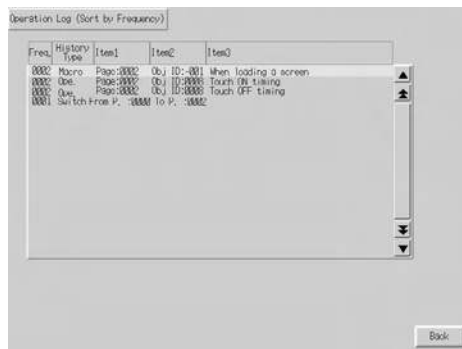 Operation Log (Sort by Frequency)
Freq. History Type Item1 Item2 Item3
0002 Macro Page:0002 Obj ID:-001 When loading a screen
0002 Ope. Page:0002 Obj ID:0008 Touch ON timing
0002 Ope. Page:0002 Obj ID:0008 Touch OFF timing
0001 Switch From P. :0000 To P. :0002
Back